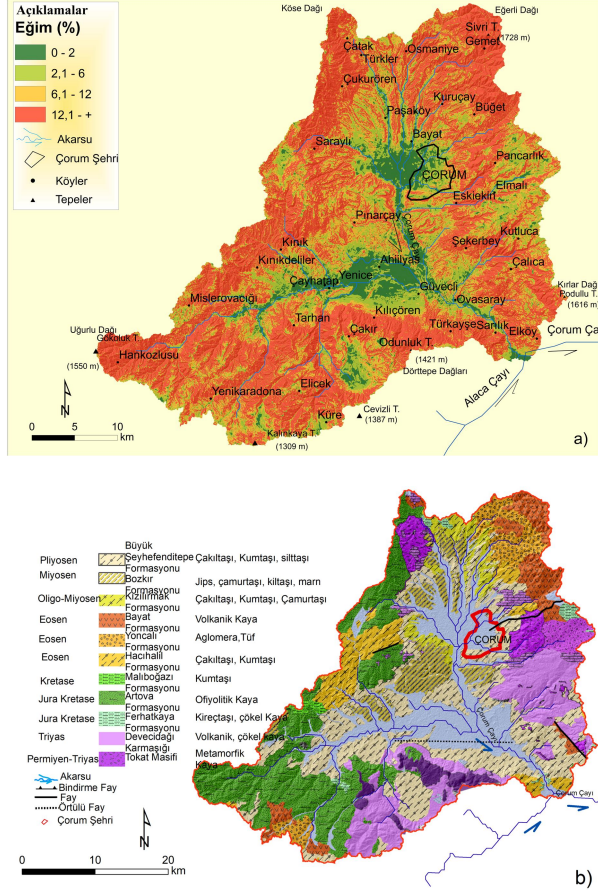 Açıklamalar
Eğim (%)
0 - 2
2,1 - 6
6,1 - 12
12,1 - +
Akarsu
Çorum Şehri
Köyler
Tepeler
Köse Dağı
Eğerli Dağı
Sivri T.
Gemet (1728 m)
Çatak
Türkler
Osmaniye
Çukurören
Kuruçay
Paşaköy
Büğet
Bayat
Saraylı
Pancarlık
ÇORUM
Elmalı
Eskiekin
Pınarçay
Çorum Çayı
Kutluca
Kınık
Şekerbey
Kınıkdeliler
Ahiilyas
Çalıca
Yenice
Çayhatap
Güveçli
Kırlar Dağ
Podullu T.
(1616 m)
Mislerovacığı
Ovasaray
Kılıçören
Tarhan
Türkayşe
Sarılık
Elköy
Çorum Ça
Uğurlu Dağı
Gökoluk T.
(1550 m)
Çakır
Odunluk T.
(1421 m)
Hankozlusu
Dörttepe Dağları
Alaca Çayı
Elicek
Yenikaradona
Cevizli T.
(1387 m)
Küre
Kalınkaya T.
(1309 m)
N
0 5 10
km
a)
Büyük
Pliyosen Şeyhefenditepe Çakıltaşı, Kumtaşı, silttaşı
Formasyonu
Miyosen Bozkır Jips, çamurtaşı, kiltaşı, marn
Formasyonu
Oligo-Miyosen Kızılırmak Çakıltaşı, Kumtaşı, Çamurtaşı
Formasyonu
Eosen Bayat Volkanik Kaya
Formasyonu
Eosen Yoncalı Aglomera,Tüf
Formasyonu
Eosen Hacıhalil Çakıltaşı, Kumtaşı
Formasyonu
Kretase Malıboğazı Kumtaşı
Formasyonu
Jura Kretase Artova Ofiyolitik Kaya
Formasyonu
Jura Kretase Ferhatkaya Kireçtaşı, çökel Kaya
Formasyonu
Triyas Devecidağı Volkanik, çökel kaya
Karmaşığı
Permiyen-Triyas Tokat Masifi Metamorfik
Kaya
Akarsu
Bindirme Fay
Fay
Örtülü Fay
Çorum Şehri
N
0 10 20
km
ÇORUM
Çorum Çayı
Çorum Çayı
b)